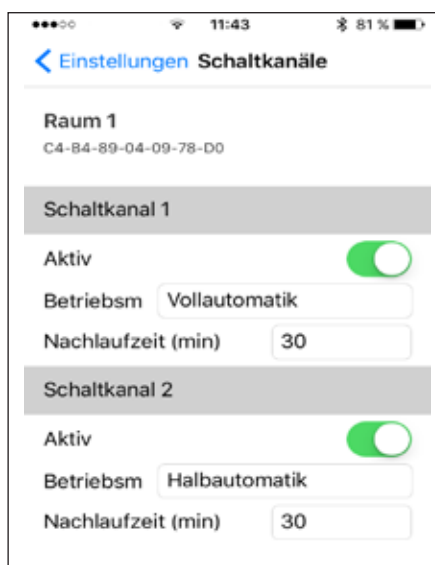 11:43 81 %
Einstellungen Schaltkanäle
Raum 1
C4-84-89-04-09-78-D0
Schaltkanal 1
Aktiv
Betriebsm Vollautomatik
Nachlaufzeit (min) 30
Schaltkanal 2
Aktiv
Betriebsm Halbautomatik
Nachlaufzeit (min) 30